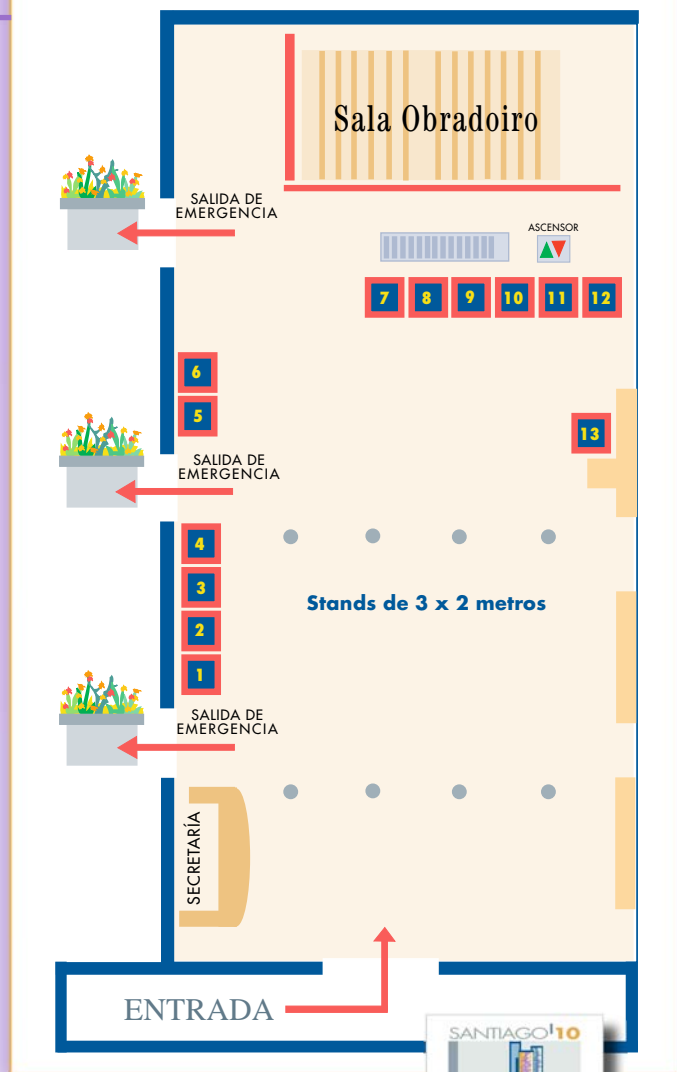 Sala Obradoiro
SALIDA DE
EMERGENCIA
ASCENSOR
7 8 9 10 11 12
6
5
13
SALIDA DE
EMERGENCIA
4
3
Stands de 3 x 2 metros
2
1
SALIDA DE
EMERGENCIA
SECRETARÍA
ENTRADA
SANTIAGO'10